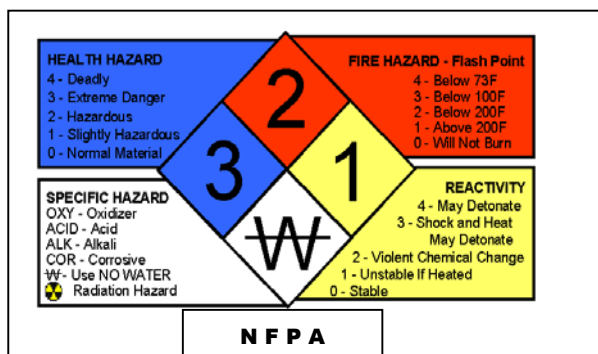 HEALTH HAZARD
4 - Deadly
3 - Extreme Danger
2 - Hazardous
1 - Slightly Hazardous
0 - Normal Material
FIRE HAZARD - Flash Point
4 - Below 73F
3 - Below 100F
2 - Below 200F
1 - Above 200F
0 - Will Not Burn
2
3
1
W
SPECIFIC HAZARD
OXY - Oxidizer
ACID - Acid
ALK - Alkali
COR - Corrosive
W - Use NO WATER
Radiation Hazard
REACTIVITY
4 - May Detonate
3 - Shock and Heat
May Detonate
2 - Violent Chemical Change
1 - Unstable If Heated
0 - Stable
NFPA